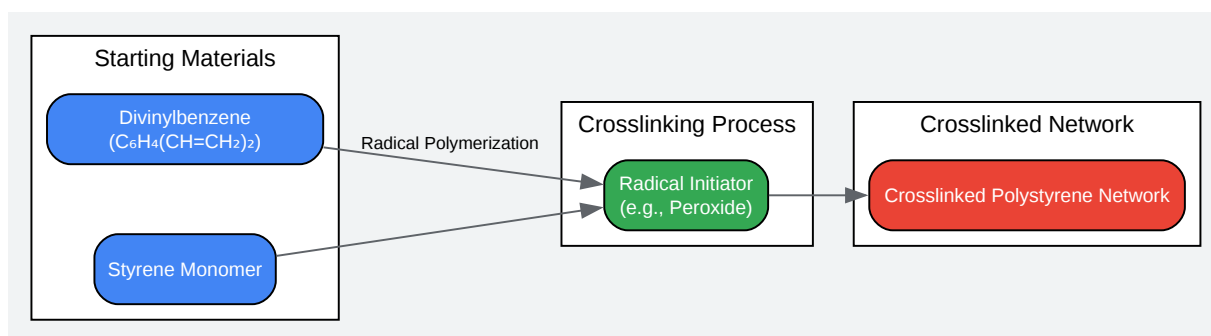 Starting Materials
Divinylbenzene
(C₆H₄(CH=CH₂)₂)
Styrene Monomer
Radical Polymerization
Crosslinking Process
Radical Initiator
(e.g., Peroxide)
Crosslinked Network
Crosslinked Polystyrene Network